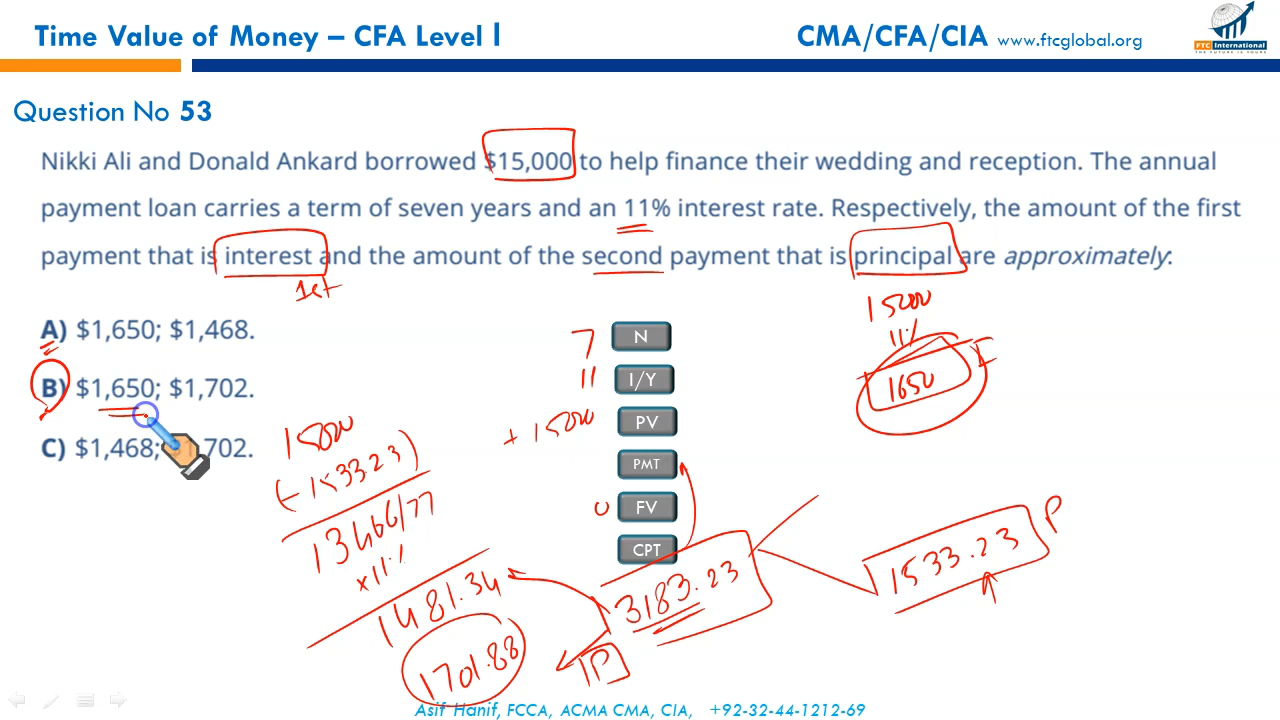 Time Value of Money – CFA Level I
CMA/CFA/CIA www.ftcglobal.org
FTC International
Question No 53
Nikki Ali and Donald Ankard borrowed $15,000 to help finance their wedding and reception. The annual
payment loan carries a term of seven years and an 11% interest rate. Respectively, the amount of the first
payment that is interest and the amount of the second payment that is principal are approximately:
1st
A) $1,650; $1,468.
B) $1,650; $1,702.
C) $1,468; $1,702.
7 N
11 I/Y
+15000 PV
PMT
0 FV
CPT
3183.23
15000
11%
1650 I
1533.23 P
15000
(-1533.23)
13466.77
x11%
1481.34
1701.88
P
Asif Hanif, FCCA, ACMA CMA, CIA, +92-32-44-1212-69